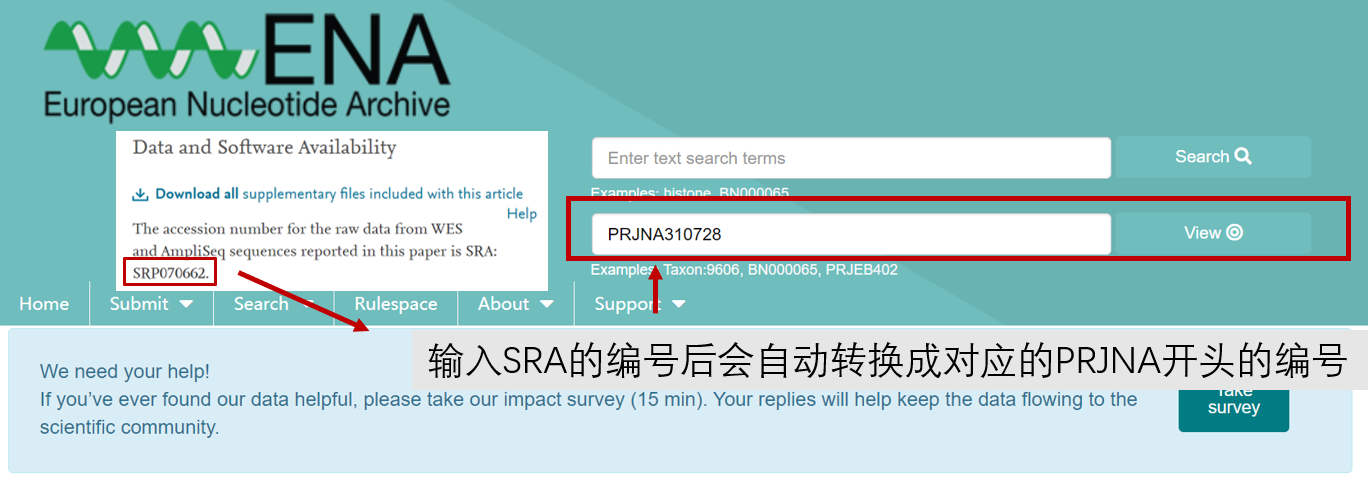 ENA
European Nucleotide Archive
Data and Software Availability
Download all supplementary files included with this article
Help
The accession number for the raw data from WES
and AmpliSeq sequences reported in this paper is SRA:
SRP070662.
Enter text search terms
Search
Examples: histone, BN000065
PRJNA310728
View
Examples: Taxon:9606, BN000065, PRJEB402
Home
Submit
Search
Rulespace
About
Support
输入SRA的编号后会自动转换成对应的PRJNA开头的编号
We need your help!
If you’ve ever found our data helpful, please take our impact survey (15 min). Your replies will help keep the data flowing to the
scientific community.
Take
survey